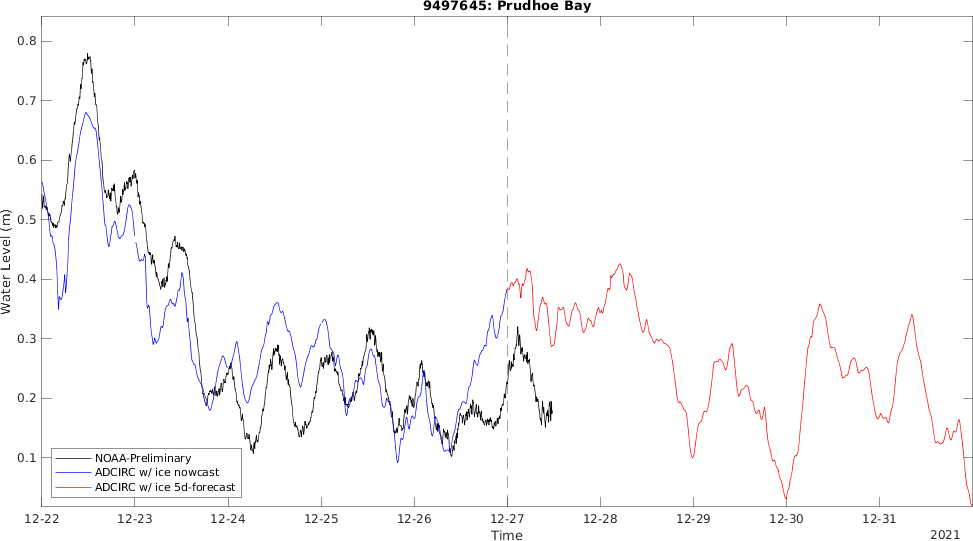 9497645: Prudhoe Bay
0.8
0.7
0.6
0.5
0.4
0.3
0.2
0.1
Water Level (m)
NOAA-Preliminary
ADCIRC w/ ice nowcast
ADCIRC w/ ice 5d-forecast
12-22 12-23 12-24 12-25 12-26 12-27 12-28 12-29 12-30 12-31
Time
2021